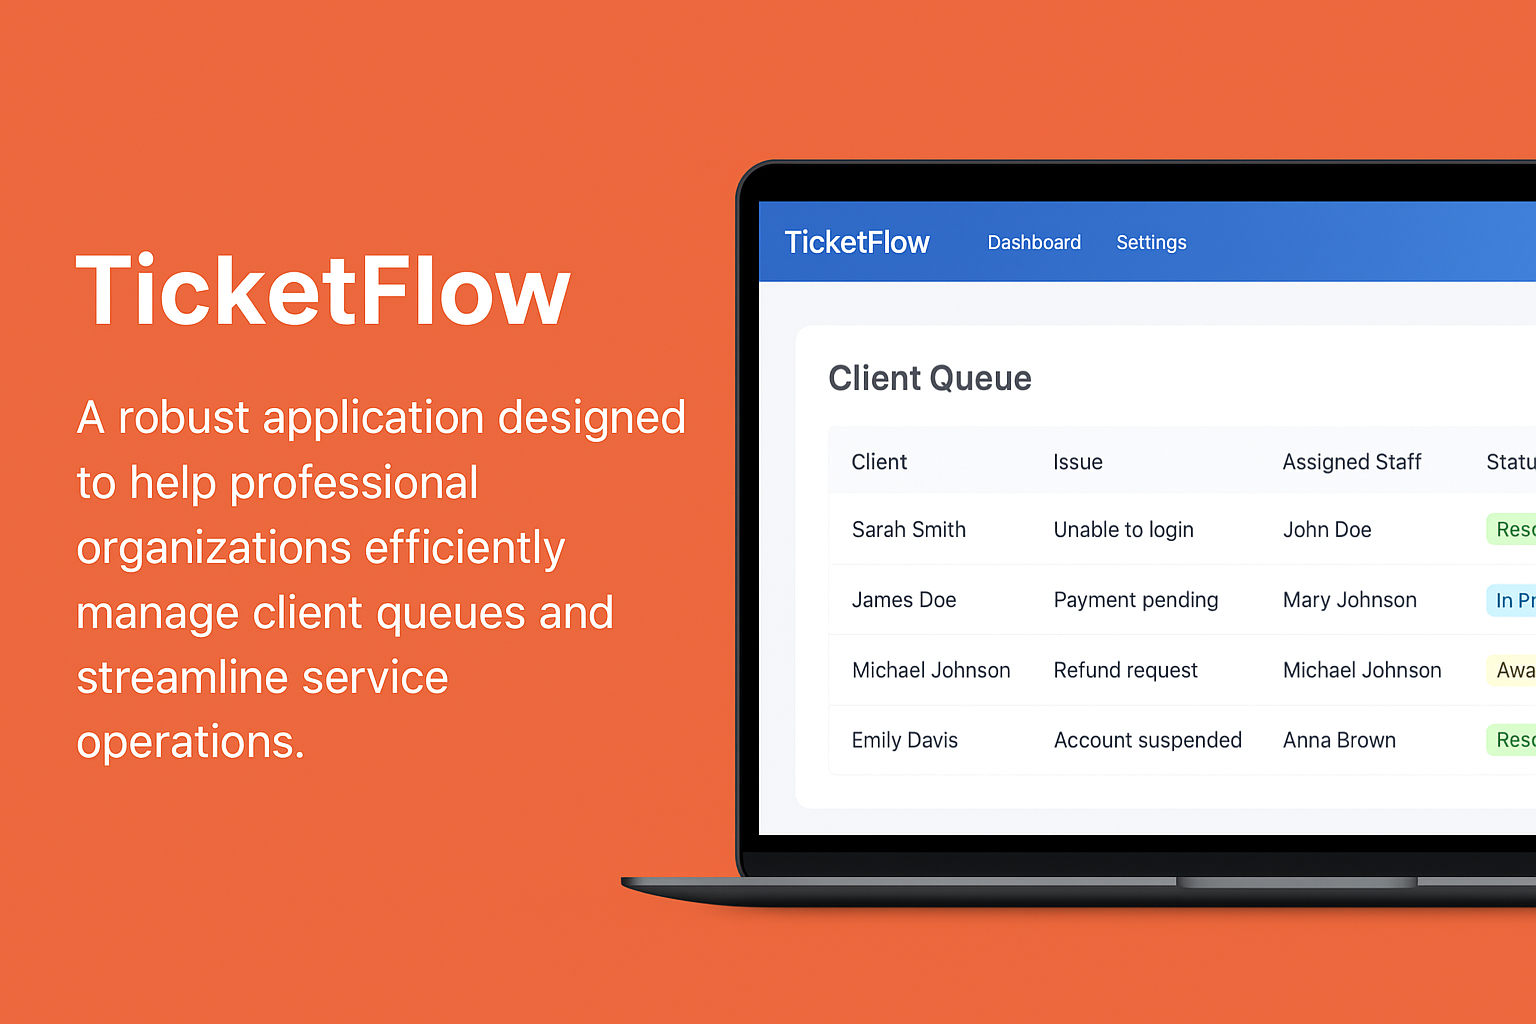 TicketFlow
A robust application designed
to help professional
organizations efficiently
manage client queues and
streamline service
operations.
TicketFlow Dashboard Settings
Client Queue
Client Issue Assigned Staff Statu
Sarah Smith Unable to login John Doe Reso
James Doe Payment pending Mary Johnson In Pr
Michael Johnson Refund request Michael Johnson Awa
Emily Davis Account suspended Anna Brown Reso